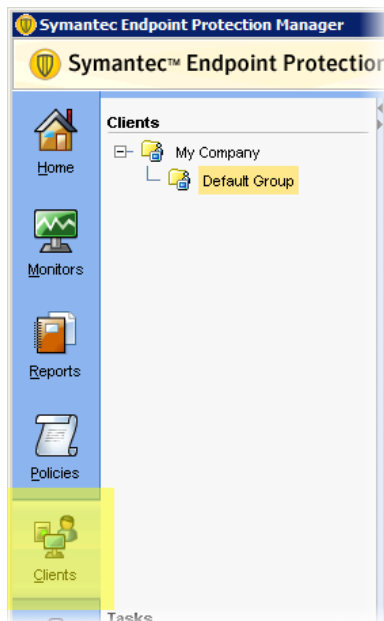 Symantec Endpoint Protection Manager
Symantec™ Endpoint Protection
Clients
My Company
Default Group
Home
Monitors
Reports
Policies
Clients
Tasks